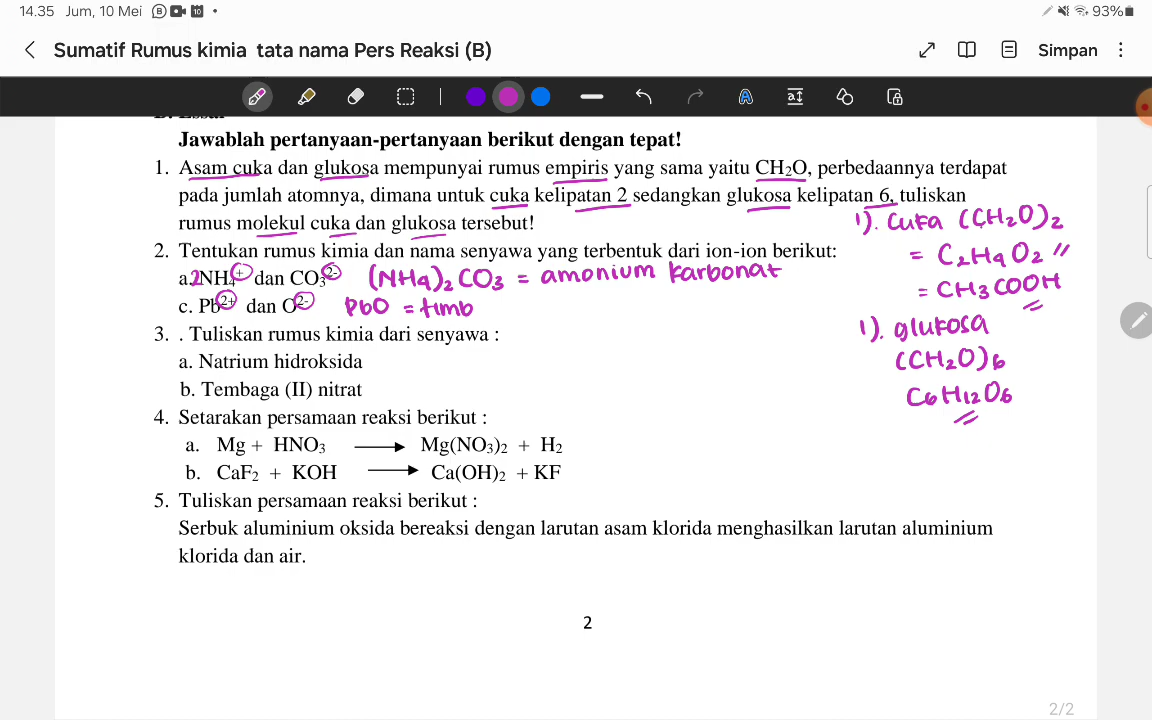 14.35 Jum, 10 Mei
93%
Sumatif Rumus kimia tata nama Pers Reaksi (B)
Simpan
Jawablah pertanyaan-pertanyaan berikut dengan tepat!
1. Asam cuka dan glukosa mempunyai rumus empiris yang sama yaitu CH₂O, perbedaannya terdapat
pada jumlah atomnya, dimana untuk cuka kelipatan 2 sedangkan glukosa kelipatan 6, tuliskan
rumus molekul cuka dan glukosa tersebut!
1). cuka (CH₂O)₂
= C₂H₄O₂ //
= CH₃COOH
2. Tentukan rumus kimia dan nama senyawa yang terbentuk dari ion-ion berikut:
a. 2NH₄⁺ dan CO₃²⁻ (NH₄)₂CO₃ = amonium karbonat
c. Pb²⁺ dan O²⁻ PbO = timb
1). glukosa
(CH₂O)6
C₆H₁₂O₆
3. . Tuliskan rumus kimia dari senyawa :
a. Natrium hidroksida
b. Tembaga (II) nitrat
4. Setarakan persamaan reaksi berikut :
a. Mg + HNO₃ ⟶ Mg(NO₃)₂ + H₂
b. CaF₂ + KOH ⟶ Ca(OH)₂ + KF
5. Tuliskan persamaan reaksi berikut :
Serbuk aluminium oksida bereaksi dengan larutan asam klorida menghasilkan larutan aluminium
klorida dan air.
2
2/2